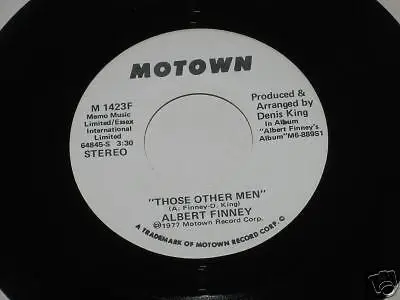 MOTOWN
M 1423F
Memo Music
Limited/Essex
International
Limited
64845-S 3:30
STEREO
Produced &
Arranged by
Denis King
In Album
"Albert Finney's
Album" M6-889S1
"THOSE OTHER MEN"
(A. Finney-D. King)
ALBERT FINNEY
℗1977 Motown Record Corp.
A TRADEMARK OF MOTOWN RECORD CORP. ©